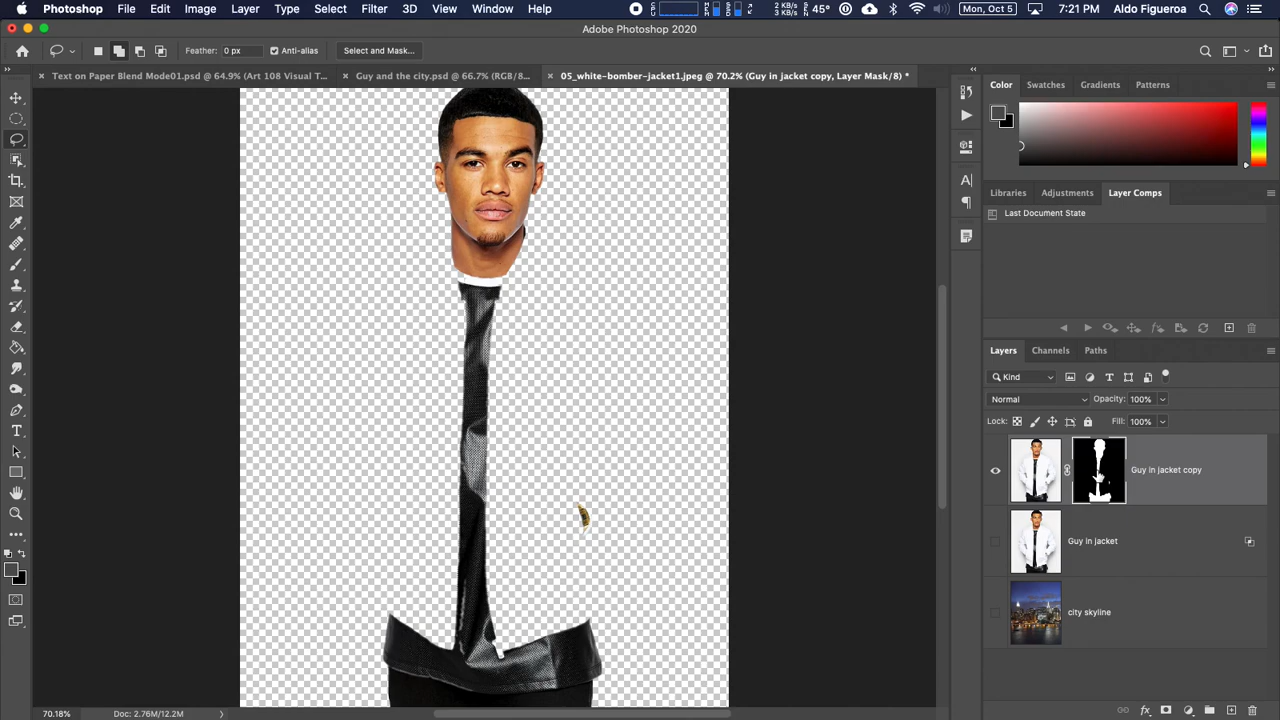 Photoshop File Edit Image Layer Type Select Filter 3D View Window Help 2 KB/s 3 KB/s 45° Mon, Oct 5 7:21 PM Aldo Figueroa
Adobe Photoshop 2020
Feather: 0 px Anti-alias Select and Mask...
Text on Paper Blend Mode01.psd @ 64.9% (Art 108 Visual T... Guy and the city.psd @ 66.7% (RGB/8... 05_white-bomber-jacket1.jpeg @ 70.2% (Guy in jacket copy, Layer Mask/8) *
Color Swatches Gradients Patterns
Libraries Adjustments Layer Comps
Last Document State
Layers Channels Paths
Kind
Normal Opacity: 100%
Lock: Fill: 100%
Guy in jacket copy
Guy in jacket
city skyline
70.18% Doc: 2.76M/12.2M